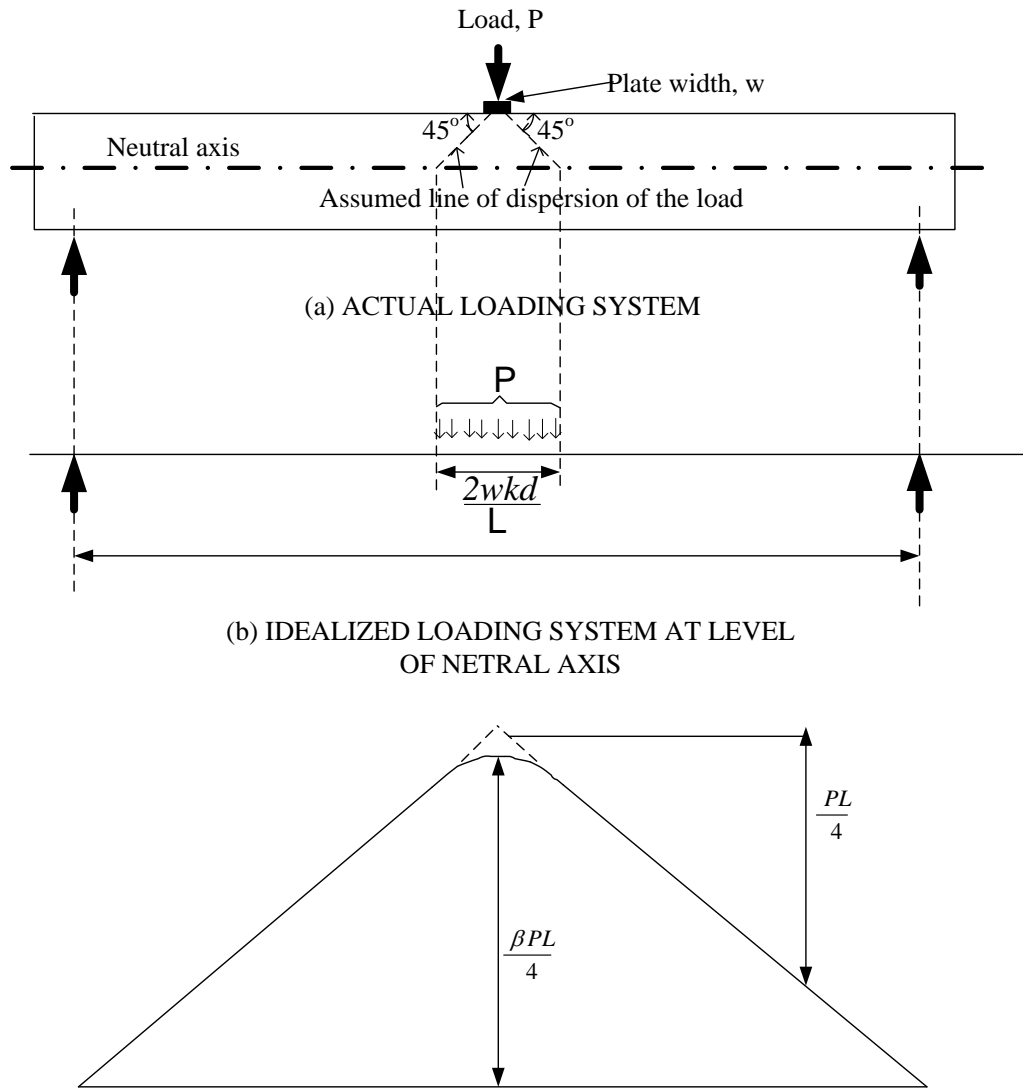 Load, P
Plate width, w
45° 45°
Neutral axis
Assumed line of dispersion of the load
(a) ACTUAL LOADING SYSTEM
P
2wkd
L
(b) IDEALIZED LOADING SYSTEM AT LEVEL
OF NETRAL AXIS
PL
4
βPL
4